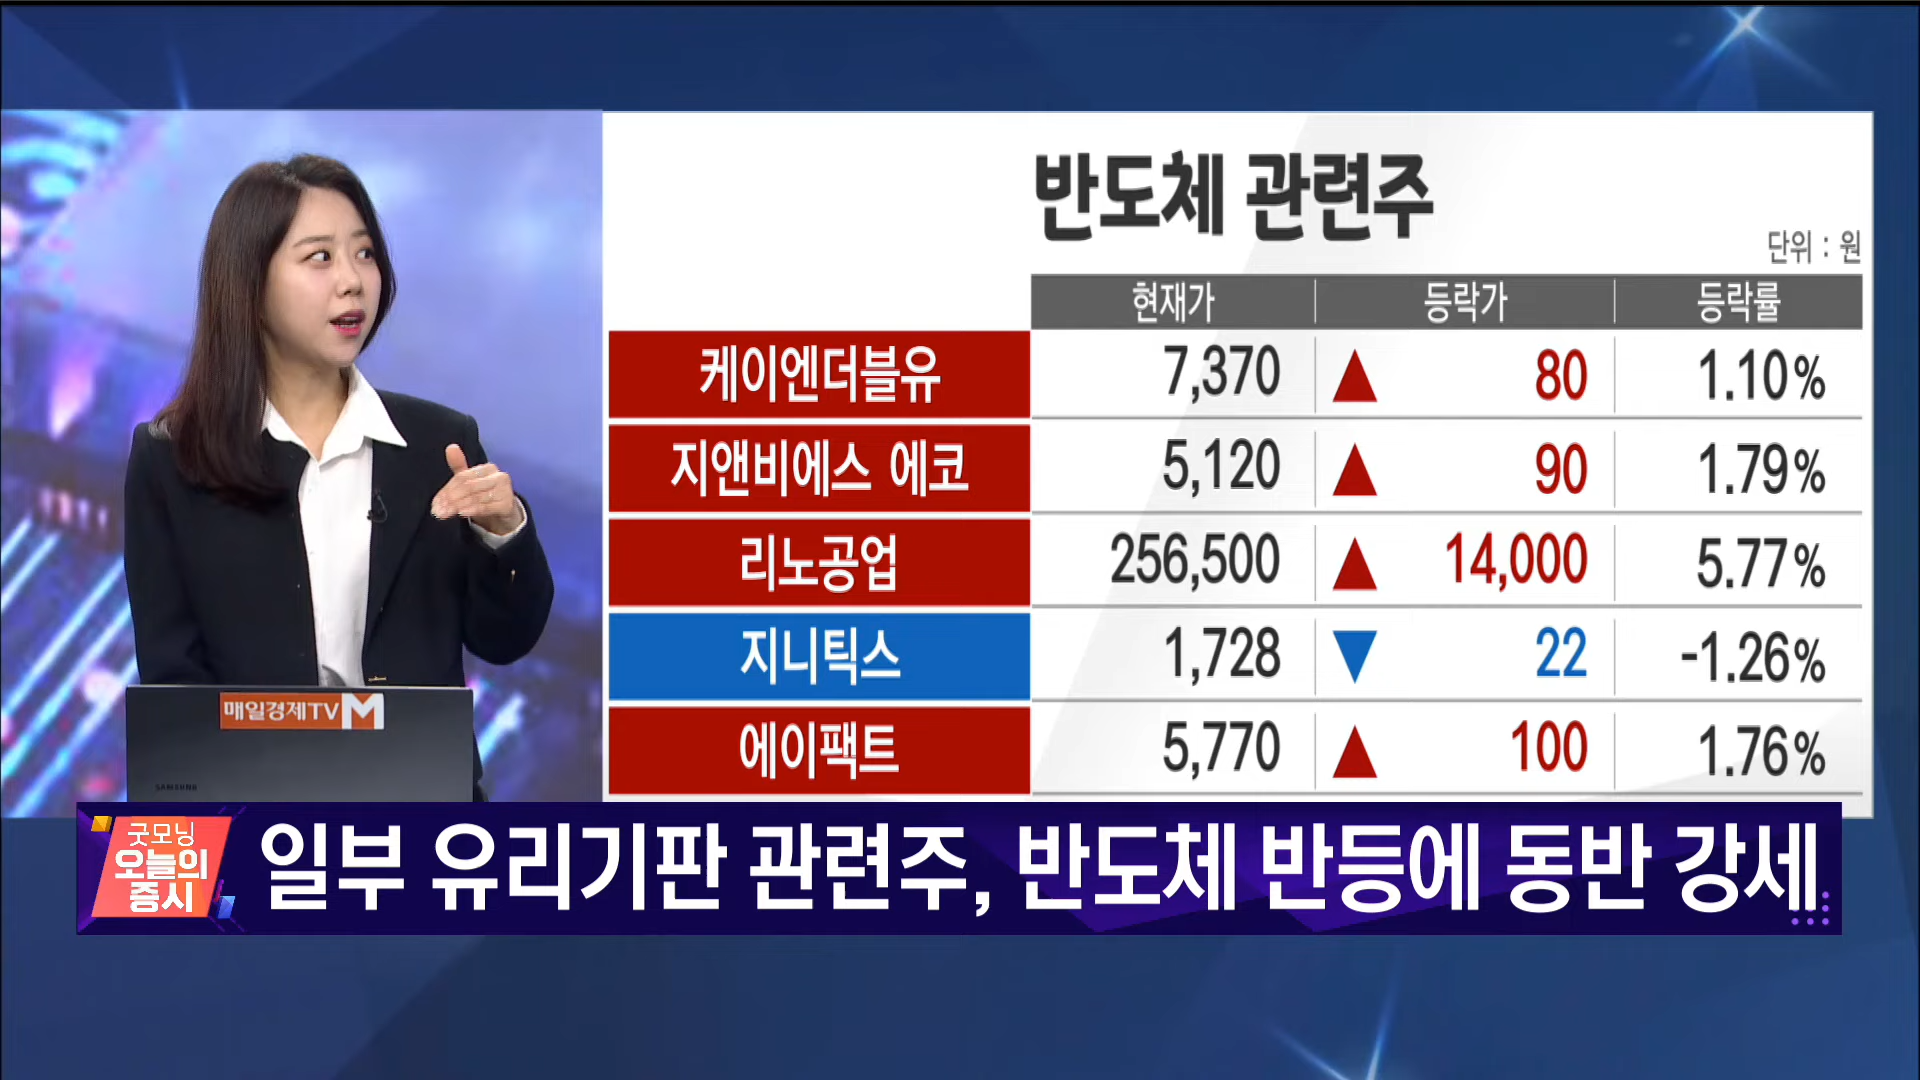 반도체 관련주
단위 : 원
현재가 등락가 등락률
케이엔더블유 7,370 ▲ 80 1.10%
지앤비에스 에코 5,120 ▲ 90 1.79%
리노공업 256,500 ▲ 14,000 5.77%
지니틱스 1,728 ▼ 22 -1.26%
에이팩트 5,770 ▲ 100 1.76%
매일경제TV M
SAMSUNG
굿모닝
오늘의
증시
일부 유리기판 관련주, 반도체 반등에 동반 강세